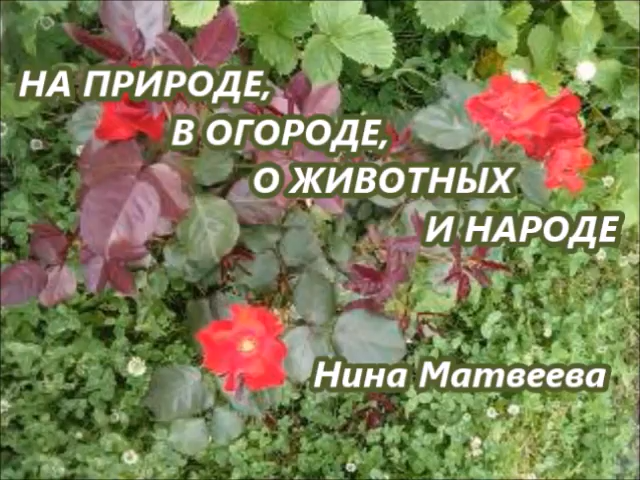 НА ПРИРОДЕ,
В ОГОРОДЕ,
О ЖИВОТНЫХ
И НАРОДЕ
Нина Матвеева